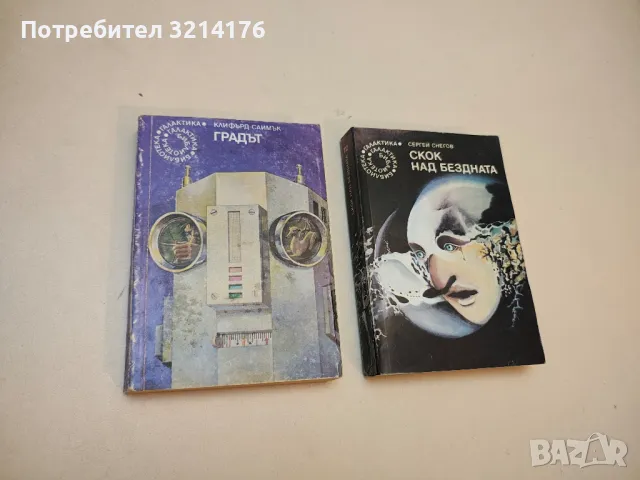 Потребител 3214176
БИБЛИОТЕКА•ГАЛАКТИКА•
КЛИФЪРД САЙМЪК
ГРАДЪТ
БИБЛИОТЕКА•ГАЛАКТИКА•
СЕРГЕЙ СНЕГОВ
СКОК
НАД БЕЗДНАТА
BAZAR